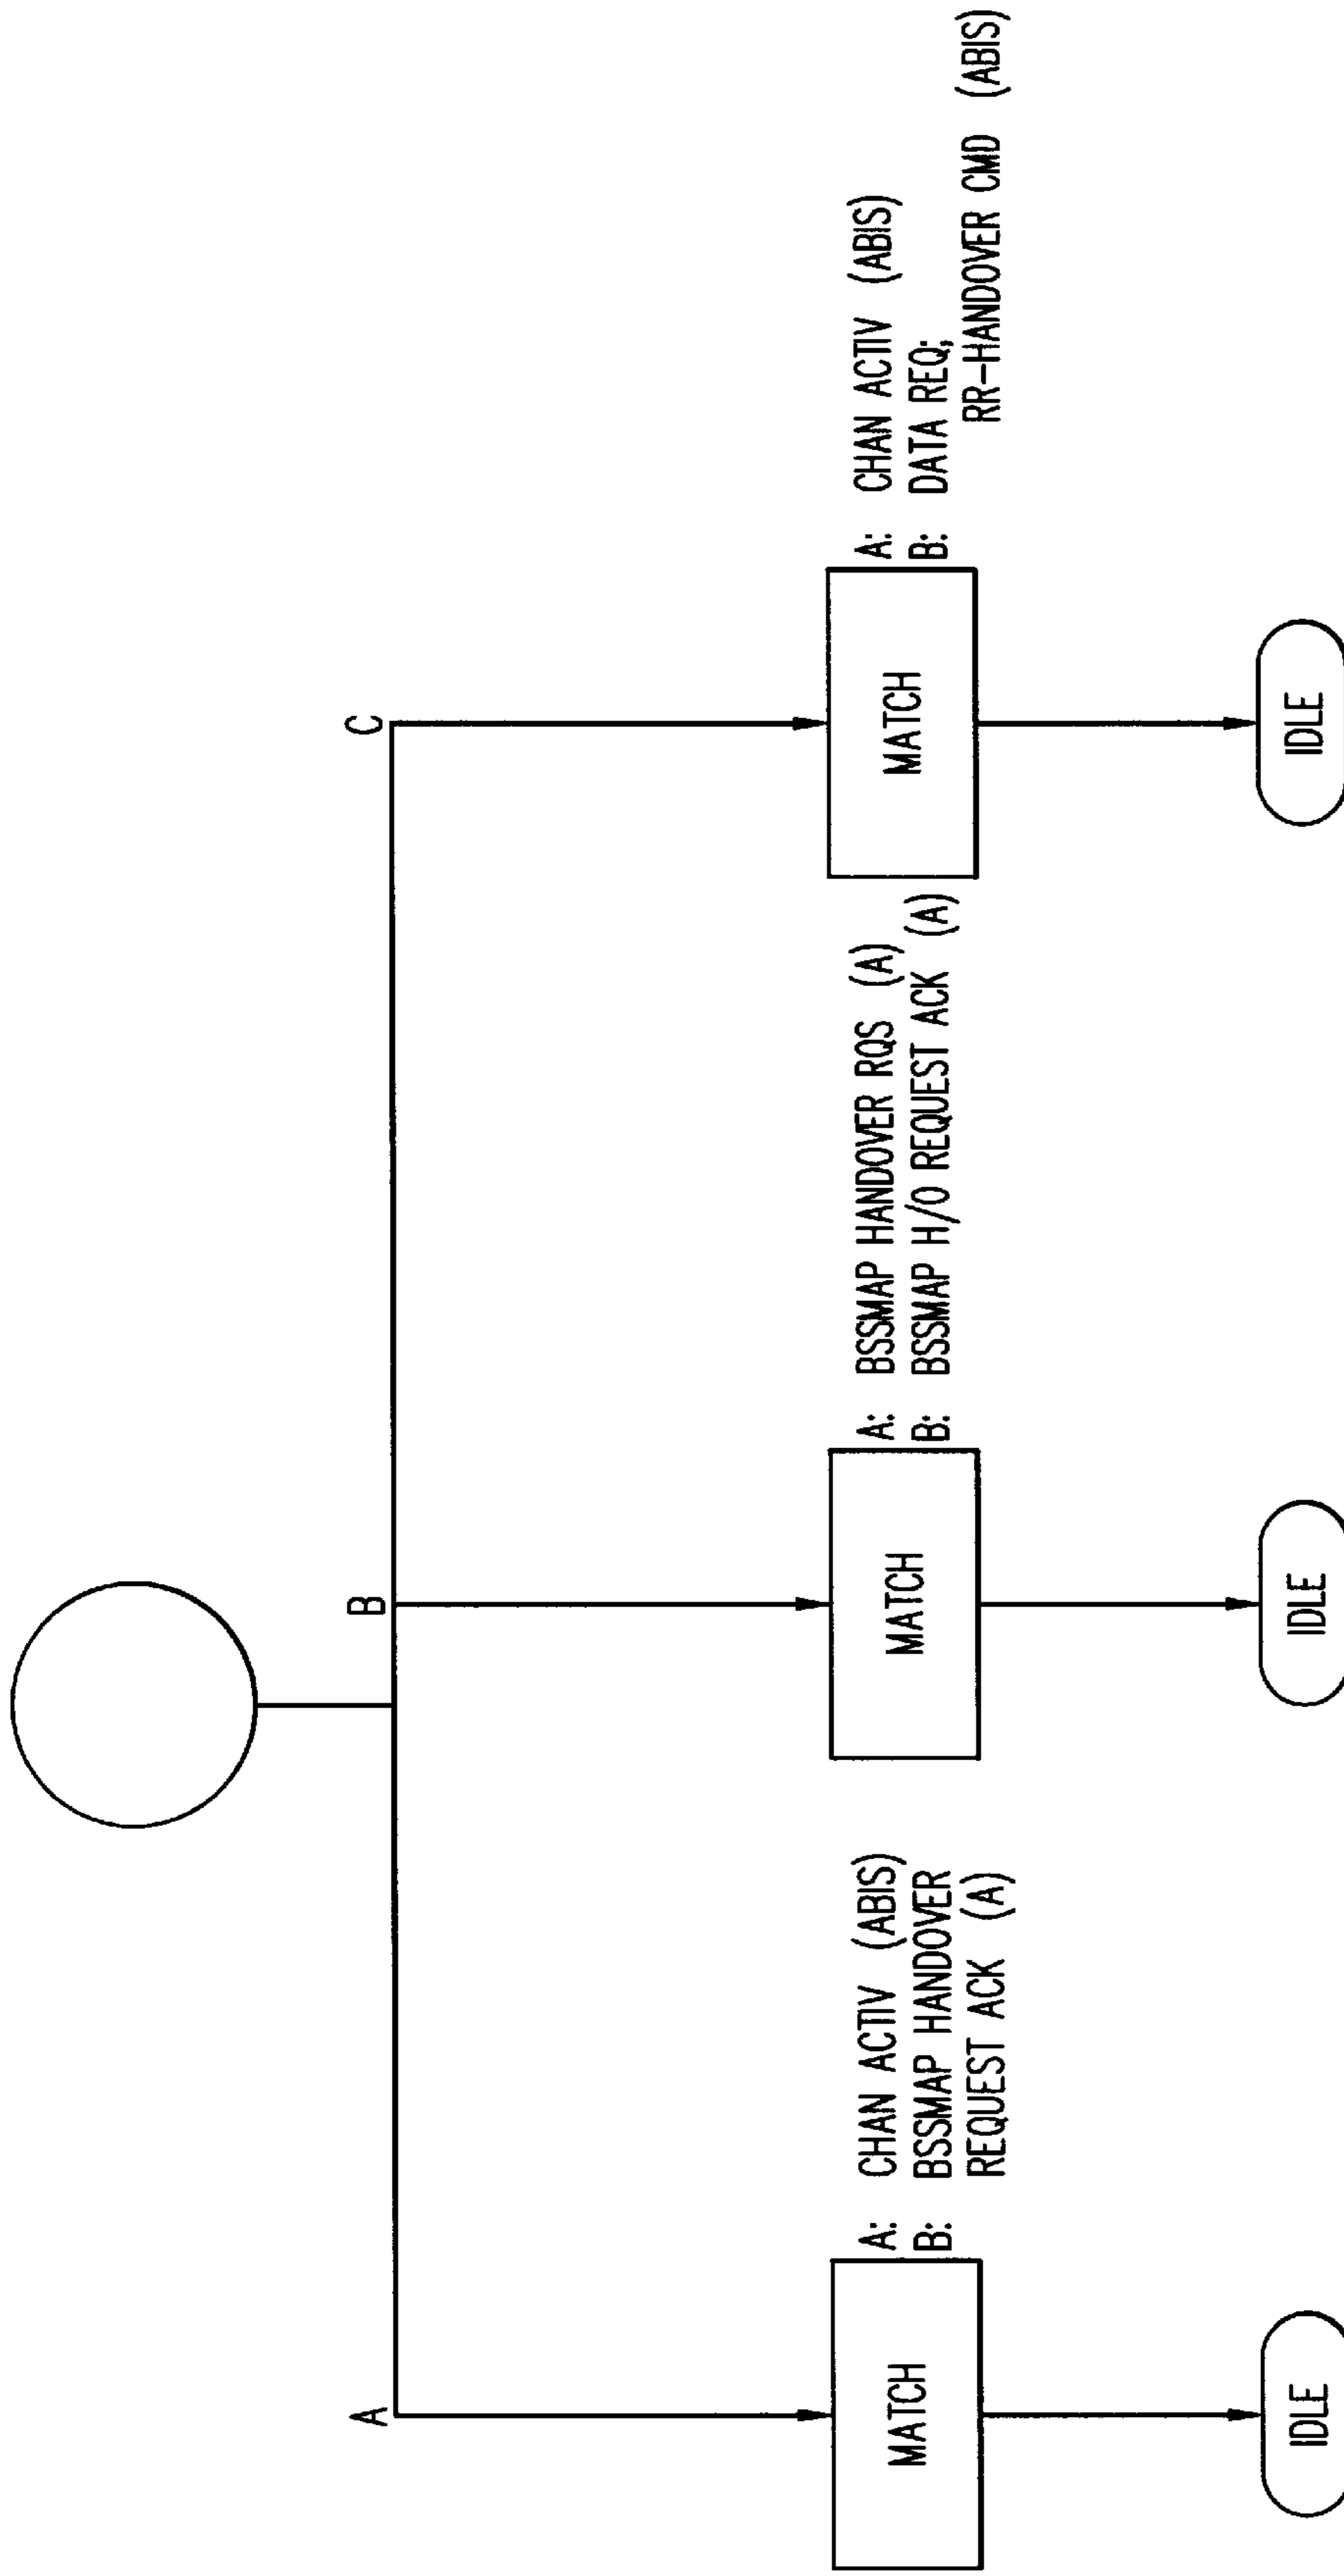 A
B
C
MATCH
A: CHAN ACTIV (ABIS)
B: BSSMAP HANDOVER
REQUEST ACK (A)
MATCH
A: BSSMAP HANDOVER RQS (A)
B: BSSMAP H/O REQUEST ACK (A)
MATCH
A: CHAN ACTIV (ABIS)
B: DATA REQ;
RR-HANDOVER CMD (ABIS)
IDLE
IDLE
IDLE